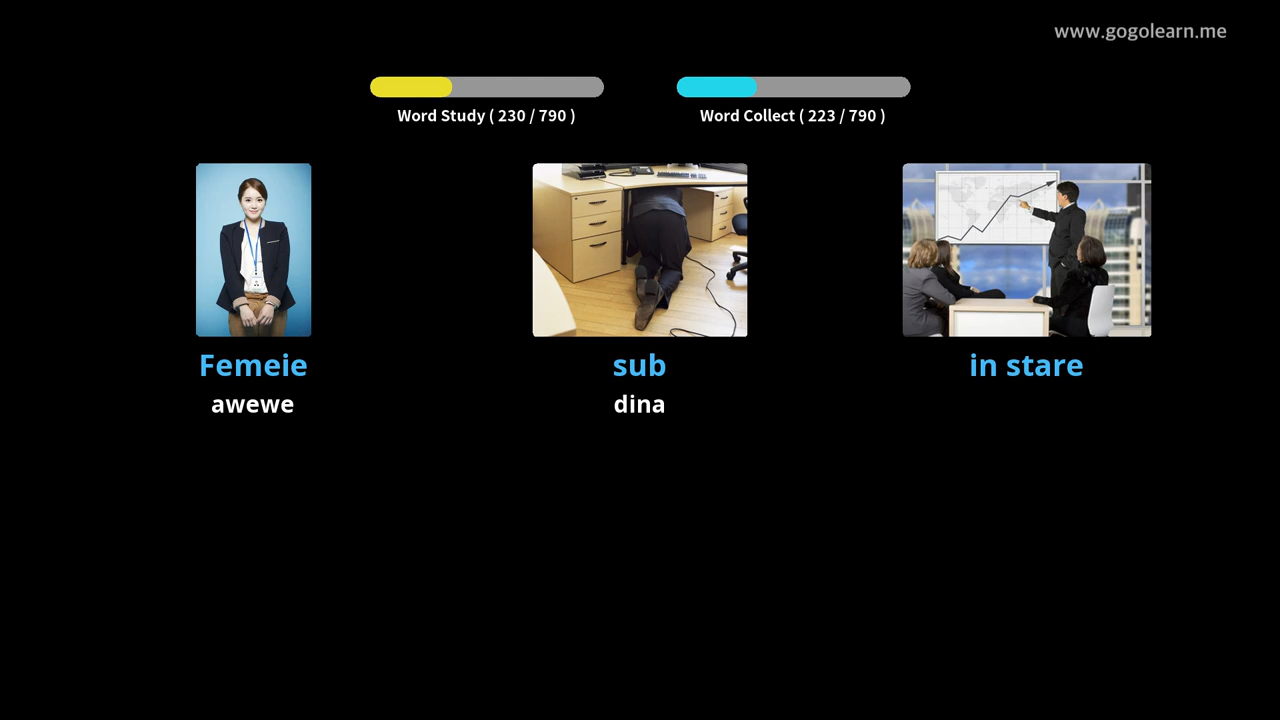 www.gogolearn.me
Word Study ( 230 / 790 )
Word Collect ( 223 / 790 )
Femeie
awewe
sub
dina
in stare